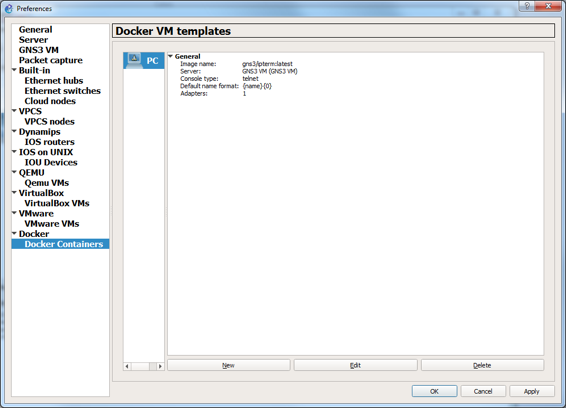 Preferences
General
Server
GNS3 VM
Packet capture
Built-in
Ethernet hubs
Ethernet switches
Cloud nodes
VPCS
VPCS nodes
Dynamips
IOS routers
IOS on UNIX
IOU Devices
QEMU
Qemu VMs
VirtualBox
VirtualBox VMs
VMware
VMware VMs
Docker
Docker Containers
Docker VM templates
PC
General
Image name: gns3/ipterm:latest
Server: GNS3 VM (GNS3 VM)
Console type: telnet
Default name format: {name}-{0}
Adapters: 1
New Edit Delete
OK Cancel Apply